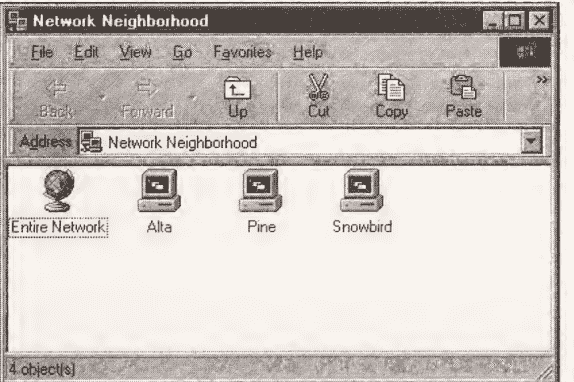 Network Neighborhood
File Edit View Go Favorites Help
Back Forward Up Cut Copy Paste »
Address Network Neighborhood
Entire Network Alta Pine Snowbird
4 object(s)